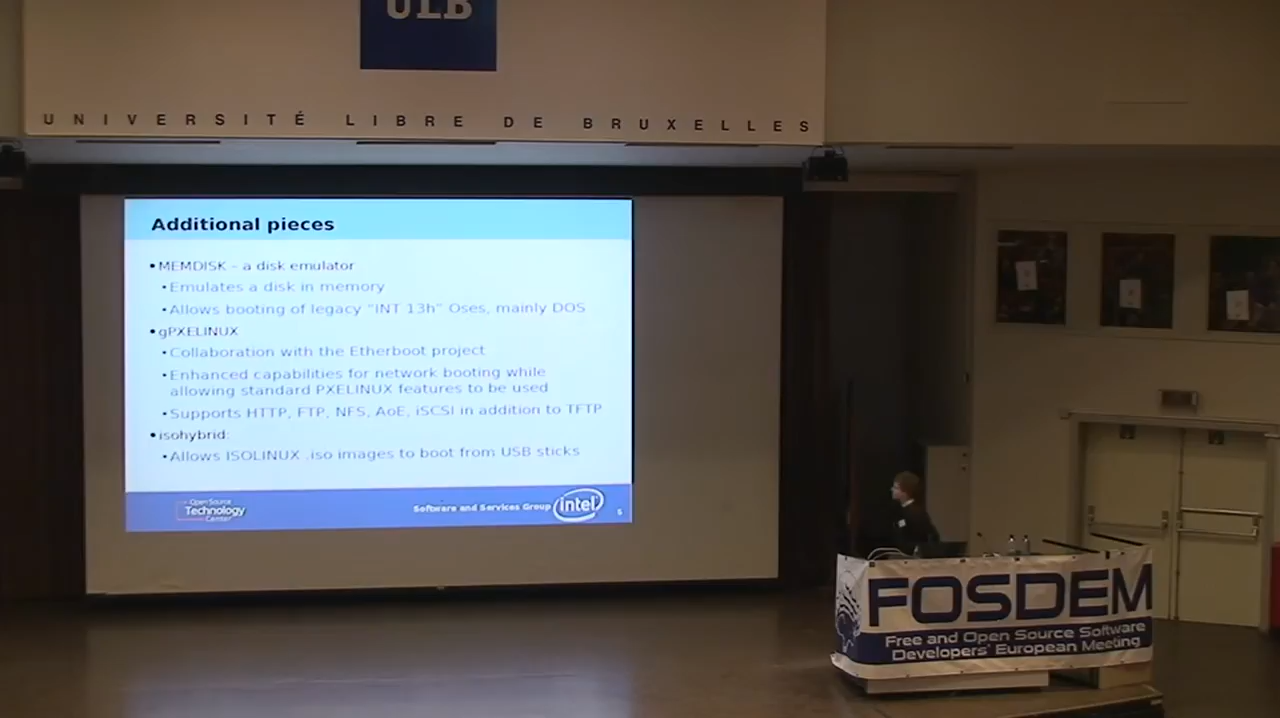 ULB
UNIVERSITÉ LIBRE DE BRUXELLES
Additional pieces
•MEMDISK – a disk emulator
•Emulates a disk in memory
•Allows booting of legacy “INT 13h” Oses, mainly DOS
•gPXELINUX
•Collaboration with the Etherboot project
•Enhanced capabilities for network booting while
allowing standard PXELINUX features to be used
•Supports HTTP, FTP, NFS, AoE, iSCSI in addition to TFTP
•isohybrid:
•Allows ISOLINUX .iso images to boot from USB sticks
Open Source
Technology
Center
Software and Services Group
intel
5
FOSDEM
Free and Open Source Software
Developers' European Meeting